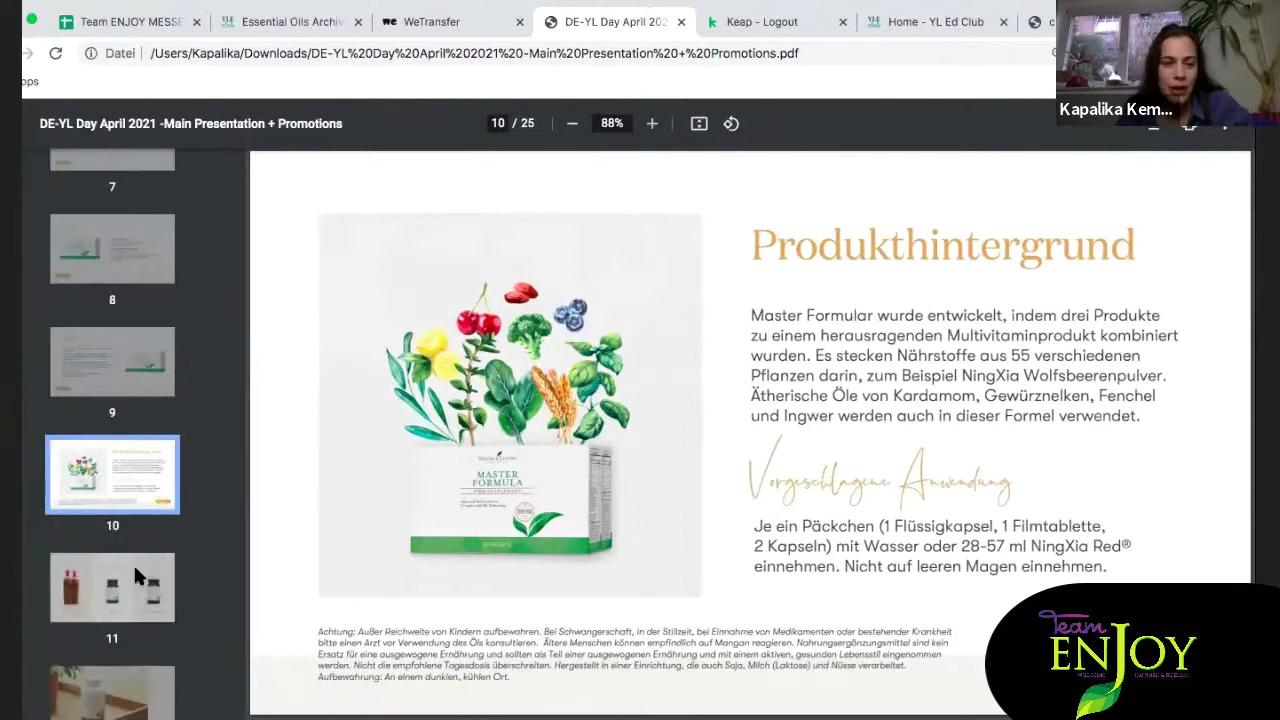 Team ENJOY MESSE
Essential Oils Archiv
WeTransfer
DE-YL Day April 202
Keap - Logout
Home - YL Ed Club
Datei
/Users/Kapalika/Downloads/DE-YL%20Day%20April%202021%20-Main%20Presentation%20+%20Promotions.pdf
ops
Kapalika Kem...
DE-YL Day April 2021 -Main Presentation + Promotions
10 / 25
88%
7
8
9
10
11
Produkthintergrund
Master Formular wurde entwickelt, indem drei Produkte
zu einem herausragenden Multivitaminprodukt kombiniert
wurden. Es stecken Nährstoffe aus 55 verschiedenen
Pflanzen darin, zum Beispiel NingXia Wolfsbeerenpulver.
Ätherische Öle von Kardamom, Gewürznelken, Fenchel
und Ingwer werden auch in dieser Formel verwendet.
Vorgeschlagene Anwendung
Je ein Päckchen (1 Flüssigkapsel, 1 Filmtablette,
2 Kapseln) mit Wasser oder 28-57 ml NingXia Red®
einnehmen. Nicht auf leeren Magen einnehmen.
MASTER
FORMULA
Achtung: Außer Reichweite von Kindern aufbewahren. Bei Schwangerschaft, in der Stillzeit, bei Einnahme von Medikamenten oder bestehender Krankheit
bitte einen Arzt vor Verwendung des Öls konsultieren. Ältere Menschen können empfindlich auf Mangan reagieren. Nahrungsergänzungsmittel sind kein
Ersatz für eine ausgewogene Ernährung und sollten als Teil einer ausgewogenen Ernährung und mit einem aktiven, gesunden Lebensstil eingenommen
werden. Nicht die empfohlene Tagesdosis überschreiten. Hergestellt in einer Einrichtung, die auch Soja, Milch (Laktose) und Nüsse verarbeitet.
Aufbewahrung: An einem dunklen, kühlen Ort.
Team
ENJOY